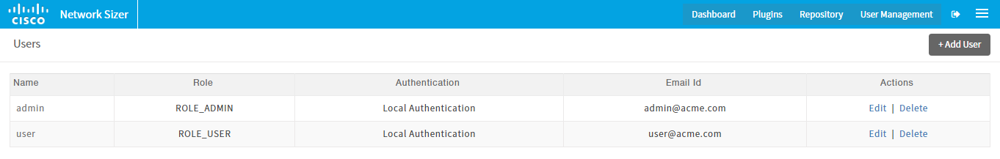 CISCO Network Sizer Dashboard Plugins Repository User Management
Users + Add User
Name Role Authentication Email Id Actions
admin ROLE_ADMIN Local Authentication admin@acme.com Edit | Delete
user ROLE_USER Local Authentication user@acme.com Edit | Delete